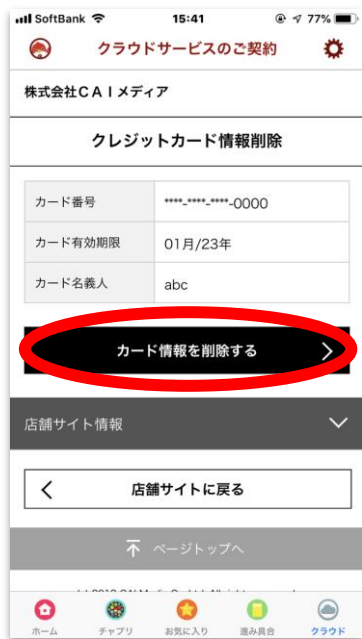 SoftBank 15:41 77%
クラウドサービスのご契約
株式会社CAIメディア
クレジットカード情報削除
カード番号 ****-****-****-0000
カード有効期限 01月/23年
カード名義人 abc
カード情報を削除する
店舗サイト情報
店舗サイトに戻る
ページトップへ
ホーム チャプリ お気に入り 進み具合 クラウド